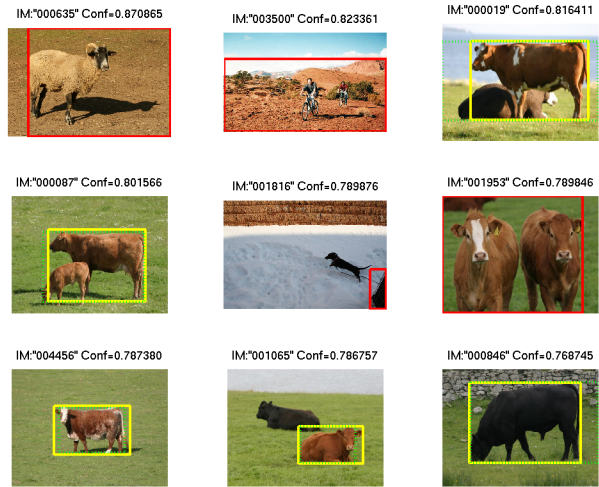 IM:"000635" Conf=0.870865
IM:"003500" Conf=0.823361
IM:"000019" Conf=0.816411
IM:"000087" Conf=0.801566
IM:"001816" Conf=0.789876
IM:"001953" Conf=0.789846
IM:"004456" Conf=0.787380
IM:"001065" Conf=0.786757
IM:"000846" Conf=0.768745